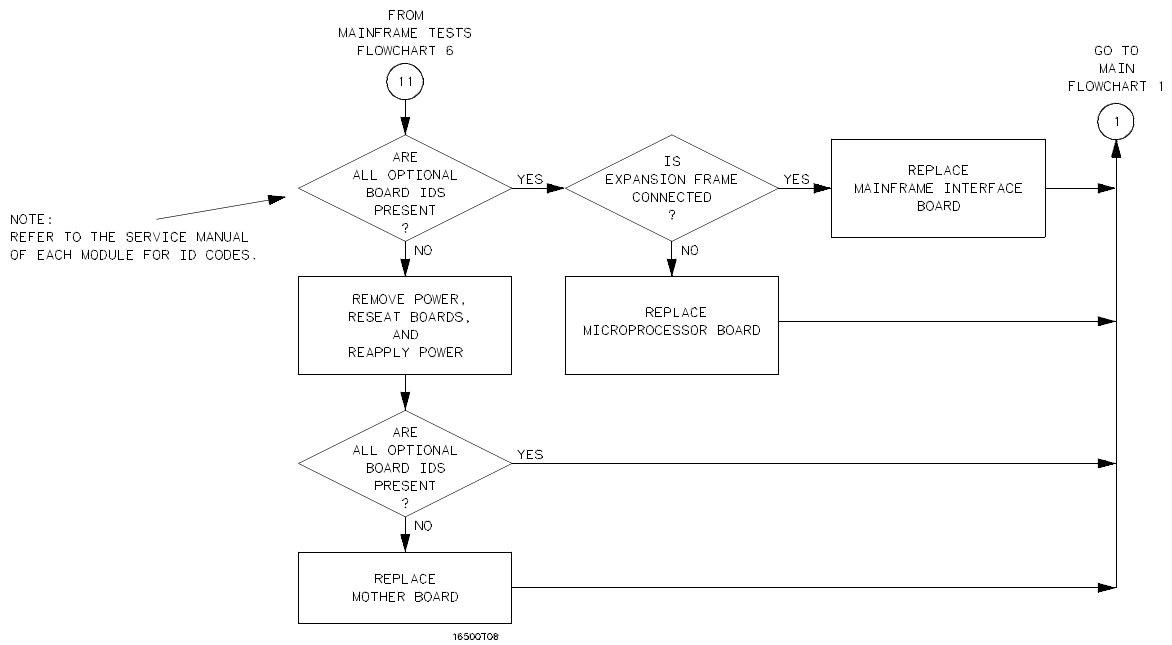 FROM
MAINFRAME TESTS
FLOWCHART 6
11
GO TO
MAIN
FLOWCHART 1
1
ARE
ALL OPTIONAL
BOARD IDS
PRESENT
?
YES
IS
EXPANSION FRAME
CONNECTED
?
YES
REPLACE
MAINFRAME INTERFACE
BOARD
NOTE:
REFER TO THE SERVICE MANUAL
OF EACH MODULE FOR ID CODES.
NO
NO
REMOVE POWER,
RESEAT BOARDS,
AND
REAPPLY POWER
REPLACE
MICROPROCESSOR BOARD
ARE
ALL OPTIONAL
BOARD IDS
PRESENT
?
YES
NO
REPLACE
MOTHER BOARD
16500T08